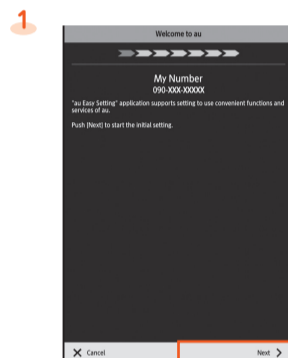 1
Welcome to au
My Number
090-XXX-XXXXX
"au Easy Setting" application supports setting to use convenient functions and
services of au.
Push [Next] to start the initial setting.
Cancel
Next